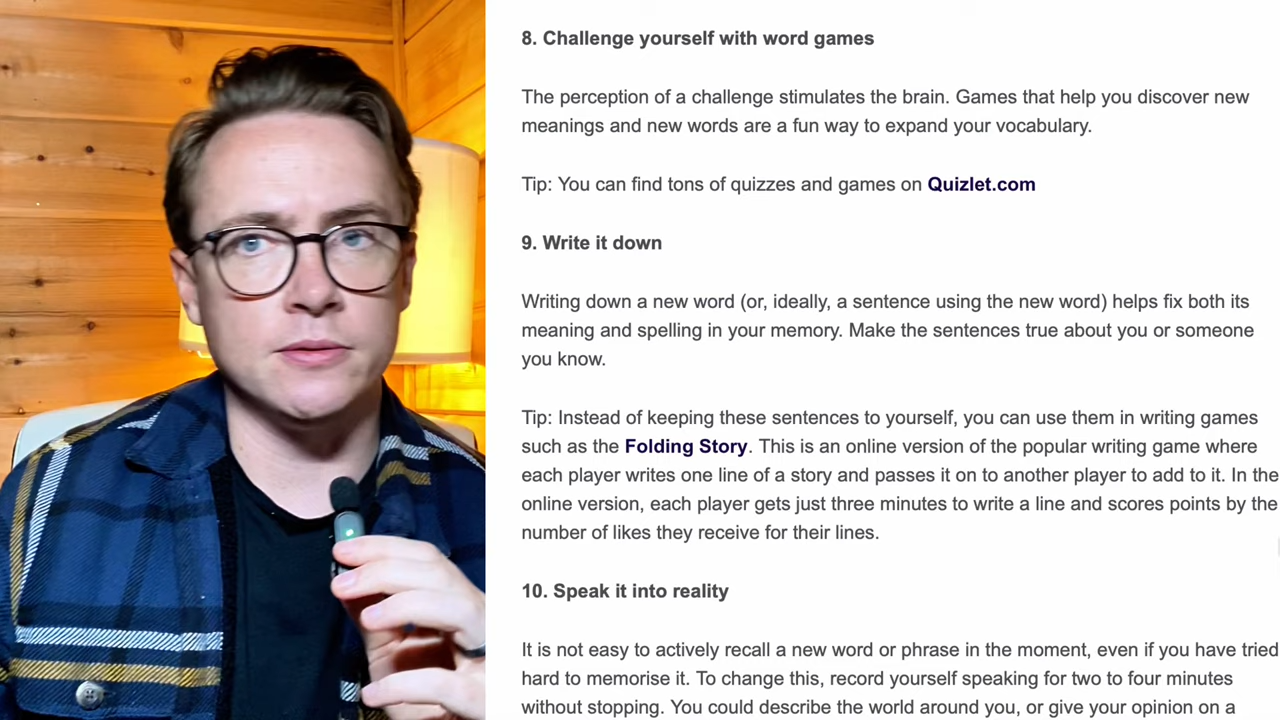 8. Challenge yourself with word games
The perception of a challenge stimulates the brain. Games that help you discover new
meanings and new words are a fun way to expand your vocabulary.
Tip: You can find tons of quizzes and games on Quizlet.com
9. Write it down
Writing down a new word (or, ideally, a sentence using the new word) helps fix both its
meaning and spelling in your memory. Make the sentences true about you or someone
you know.
Tip: Instead of keeping these sentences to yourself, you can use them in writing games
such as the Folding Story. This is an online version of the popular writing game where
each player writes one line of a story and passes it on to another player to add to it. In the
online version, each player gets just three minutes to write a line and scores points by the
number of likes they receive for their lines.
10. Speak it into reality
It is not easy to actively recall a new word or phrase in the moment, even if you have tried
hard to memorise it. To change this, record yourself speaking for two to four minutes
without stopping. You could describe the world around you, or give your opinion on a